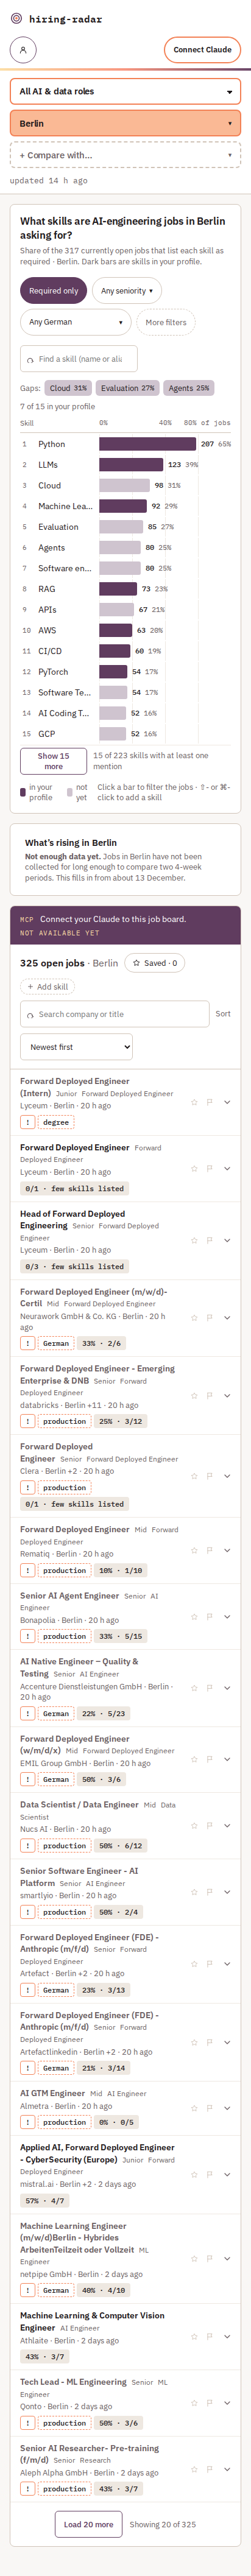 hiring-radar
Connect Claude
All AI & data roles
Berlin
+ Compare with…
updated 14 h ago
What skills are AI-engineering jobs in Berlin
asking for?
Share of the 317 currently open jobs that list each skill as
required · Berlin. Dark bars are skills in your profile.
Required only
Any seniority
Any German
More filters
Find a skill (name or ali
Gaps: Cloud 31% Evaluation 27% Agents 25%
7 of 15 in your profile
Skill 0% 40% 80% of jobs
1 Python 207 65%
2 LLMs 123 39%
3 Cloud 98 31%
4 Machine Lea… 92 29%
5 Evaluation 85 27%
6 Agents 80 25%
7 Software en… 80 25%
8 RAG 73 23%
9 APIs 67 21%
10 AWS 63 20%
11 CI/CD 60 19%
12 PyTorch 54 17%
13 Software Te… 54 17%
14 AI Coding T… 52 16%
15 GCP 52 16%
Show 15
more
15 of 223 skills with at least one
mention
in your
profile
not
yet
Click a bar to filter the jobs · ⇧- or ⌘-
click to add a skill
What's rising in Berlin
Not enough data yet. Jobs in Berlin have not been
collected for long enough to compare two 4-week
periods. This fills in from about 13 December.
MCP Connect your Claude to this job board.
NOT AVAILABLE YET
325 open jobs · Berlin
Saved · 0
+ Add skill
Search company or title
Sort
Newest first
Forward Deployed Engineer
(Intern) Junior Forward Deployed Engineer
Lyceum · Berlin · 20 h ago
! degree
Forward Deployed Engineer Forward
Deployed Engineer
Lyceum · Berlin · 20 h ago
0/1 · few skills listed
Head of Forward Deployed
Engineering Senior Forward Deployed
Engineer
Lyceum · Berlin · 20 h ago
0/3 · few skills listed
Forward Deployed Engineer (m/w/d)-
Certil Mid Forward Deployed Engineer
Neurawork GmbH & Co. KG · Berlin · 20 h
ago
! German 33% · 2/6
Forward Deployed Engineer - Emerging
Enterprise & DNB Senior Forward
Deployed Engineer
databricks · Berlin +11 · 20 h ago
! production 25% · 3/12
Forward Deployed
Engineer Senior Forward Deployed Engineer
Clera · Berlin +2 · 20 h ago
! production
0/1 · few skills listed
Forward Deployed Engineer Mid Forward
Deployed Engineer
Rematiq · Berlin · 20 h ago
! production 10% · 1/10
Senior AI Agent Engineer Senior AI
Engineer
Bonapolia · Berlin · 20 h ago
! production 33% · 5/15
AI Native Engineer – Quality &
Testing Senior AI Engineer
Accenture Dienstleistungen GmbH · Berlin ·
20 h ago
! German 22% · 5/23
Forward Deployed Engineer
(w/m/d/x) Mid Forward Deployed Engineer
EMIL Group GmbH · Berlin · 20 h ago
! German 50% · 3/6
Data Scientist / Data Engineer Mid Data
Scientist
Nucs AI · Berlin · 20 h ago
! production 50% · 6/12
Senior Software Engineer - AI
Platform Senior AI Engineer
smartlyio · Berlin · 20 h ago
! production 50% · 2/4
Forward Deployed Engineer (FDE) -
Anthropic (m/f/d) Senior Forward
Deployed Engineer
Artefact · Berlin +2 · 20 h ago
! German 23% · 3/13
Forward Deployed Engineer (FDE) -
Anthropic (m/f/d) Senior Forward
Deployed Engineer
Artefactlinkedin · Berlin +2 · 20 h ago
! German 21% · 3/14
AI GTM Engineer Mid AI Engineer
Almetra · Berlin · 20 h ago
! production 0% · 0/5
Applied AI, Forward Deployed Engineer
- CyberSecurity (Europe) Junior Forward
Deployed Engineer
mistral.ai · Berlin +2 · 2 days ago
57% · 4/7
Machine Learning Engineer
(m/w/d)Berlin - Hybrides
ArbeitenTeilzeit oder Vollzeit ML
Engineer
netpipe GmbH · Berlin · 2 days ago
! German 40% · 4/10
Machine Learning & Computer Vision
Engineer AI Engineer
Athlaite · Berlin · 2 days ago
43% · 3/7
Tech Lead - ML Engineering Senior ML
Engineer
Qonto · Berlin · 2 days ago
! production 50% · 3/6
Senior AI Researcher- Pre-training
(f/m/d) Senior Research
Aleph Alpha GmbH · Berlin · 2 days ago
! production 43% · 3/7
Load 20 more
Showing 20 of 325